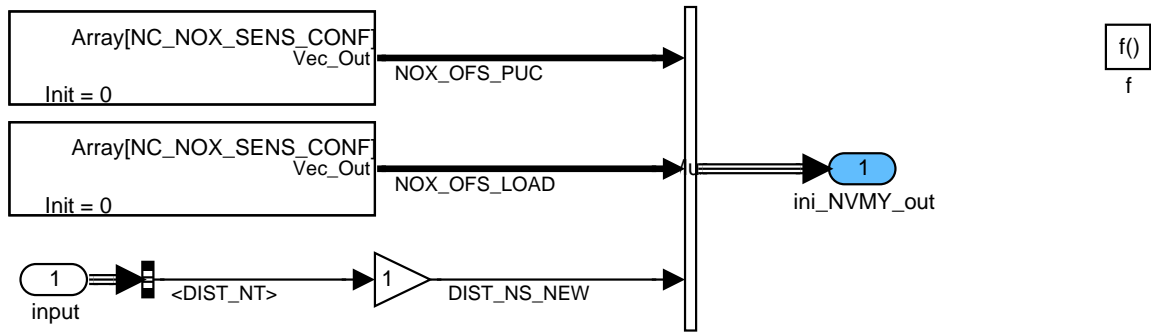 Array[NC_NOX_SENS_CONF]
Vec_Out
Init = 0
NOX_OFS_PUC
f()
f
Array[NC_NOX_SENS_CONF]
Vec_Out
Init = 0
NOX_OFS_LOAD
1
ini_NVMY_out
1
input
<DIST_NT>
1
DIST_NS_NEW